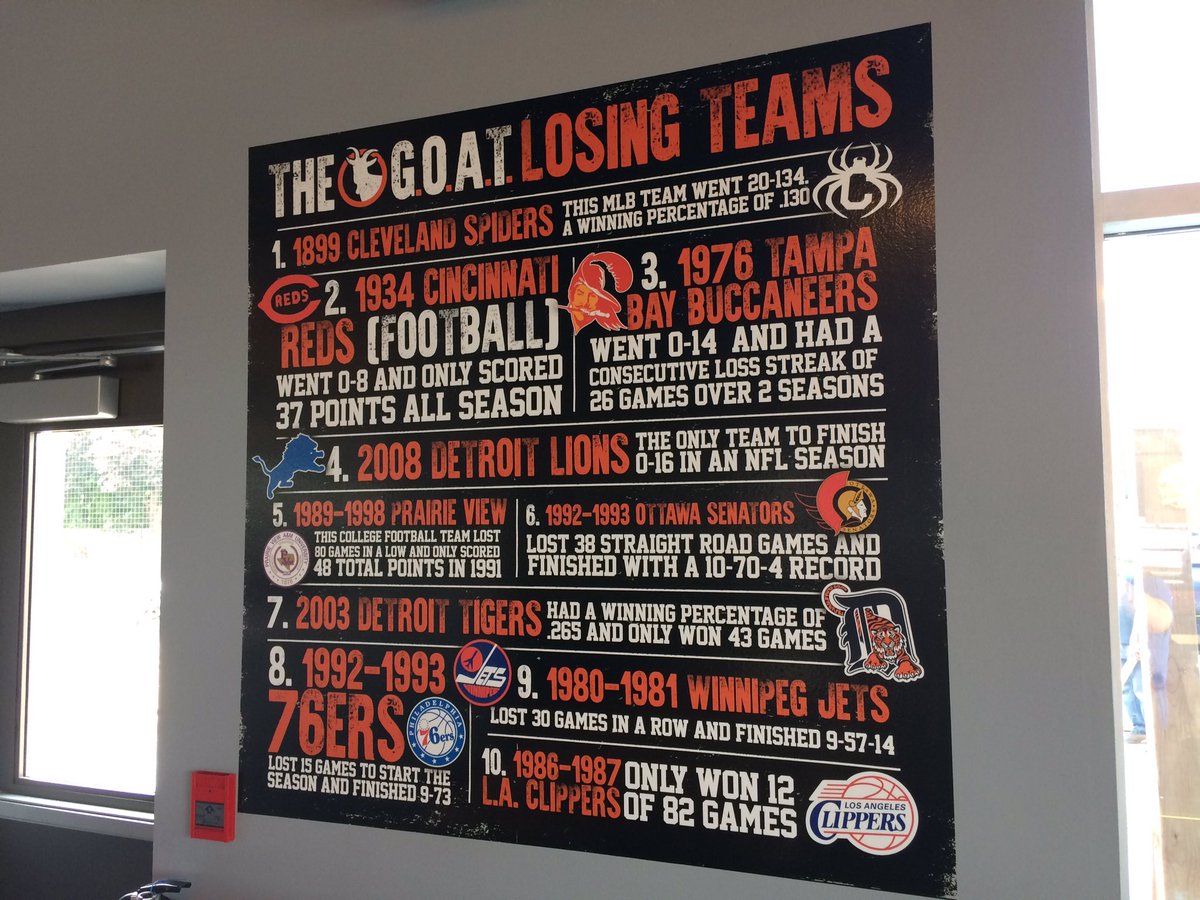 THE G.O.A.T. LOSING TEAMS
1. 1899 CLEVELAND SPIDERS
THIS MLB TEAM WENT 20-134.
A WINNING PERCENTAGE OF .130
C
REDS
2. 1934 CINCINNATI
REDS (FOOTBALL)
WENT 0-8 AND ONLY SCORED
37 POINTS ALL SEASON
3. 1976 TAMPA
BAY BUCCANEERS
WENT 0-14 AND HAD A
CONSECUTIVE LOSS STREAK OF
26 GAMES OVER 2 SEASONS
4. 2008 DETROIT LIONS
THE ONLY TEAM TO FINISH
0-16 IN AN NFL SEASON
5. 1989-1998 PRAIRIE VIEW
THIS COLLEGE FOOTBALL TEAM LOST
80 GAMES IN A LOW AND ONLY SCORED
48 TOTAL POINTS IN 1991
6. 1992-1993 OTTAWA SENATORS
LOST 38 STRAIGHT ROAD GAMES AND
FINISHED WITH A 10-70-4 RECORD
7. 2003 DETROIT TIGERS
HAD A WINNING PERCENTAGE OF
.265 AND ONLY WON 43 GAMES
8. 1992-1993
76ERS
PHILADELPHIA
76ers
LOST 15 GAMES TO START THE
SEASON AND FINISHED 9-73
JETS
9. 1980-1981 WINNIPEG JETS
LOST 30 GAMES IN A ROW AND FINISHED 9-57-14
10. 1986-1987
L.A. CLIPPERS
ONLY WON 12
OF 82 GAMES
LOS ANGELES
CLIPPERS